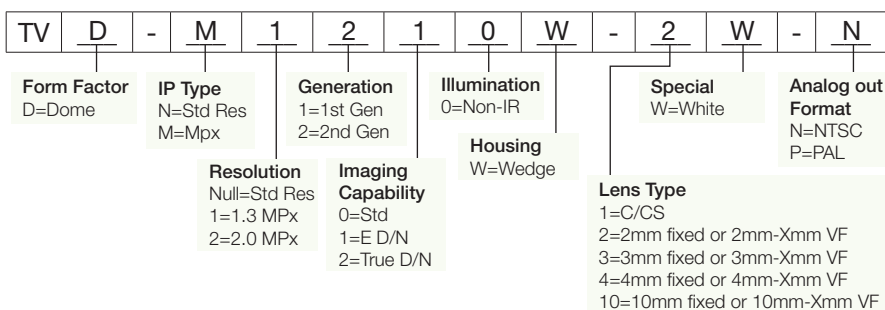 TV D - M 1 2 1 0 W - 2 W - N
Form Factor
D=Dome
IP Type
N=Std Res
M=Mpx
Resolution
Null=Std Res
1=1.3 MPx
2=2.0 MPx
Generation
1=1st Gen
2=2nd Gen
Imaging
Capability
0=Std
1=E D/N
2=True D/N
Illumination
0=Non-IR
Housing
W=Wedge
Lens Type
1=C/CS
2=2mm fixed or 2mm-Xmm VF
3=3mm fixed or 3mm-Xmm VF
4=4mm fixed or 4mm-Xmm VF
10=10mm fixed or 10mm-Xmm VF
Special
W=White
Analog out
Format
N=NTSC
P=PAL